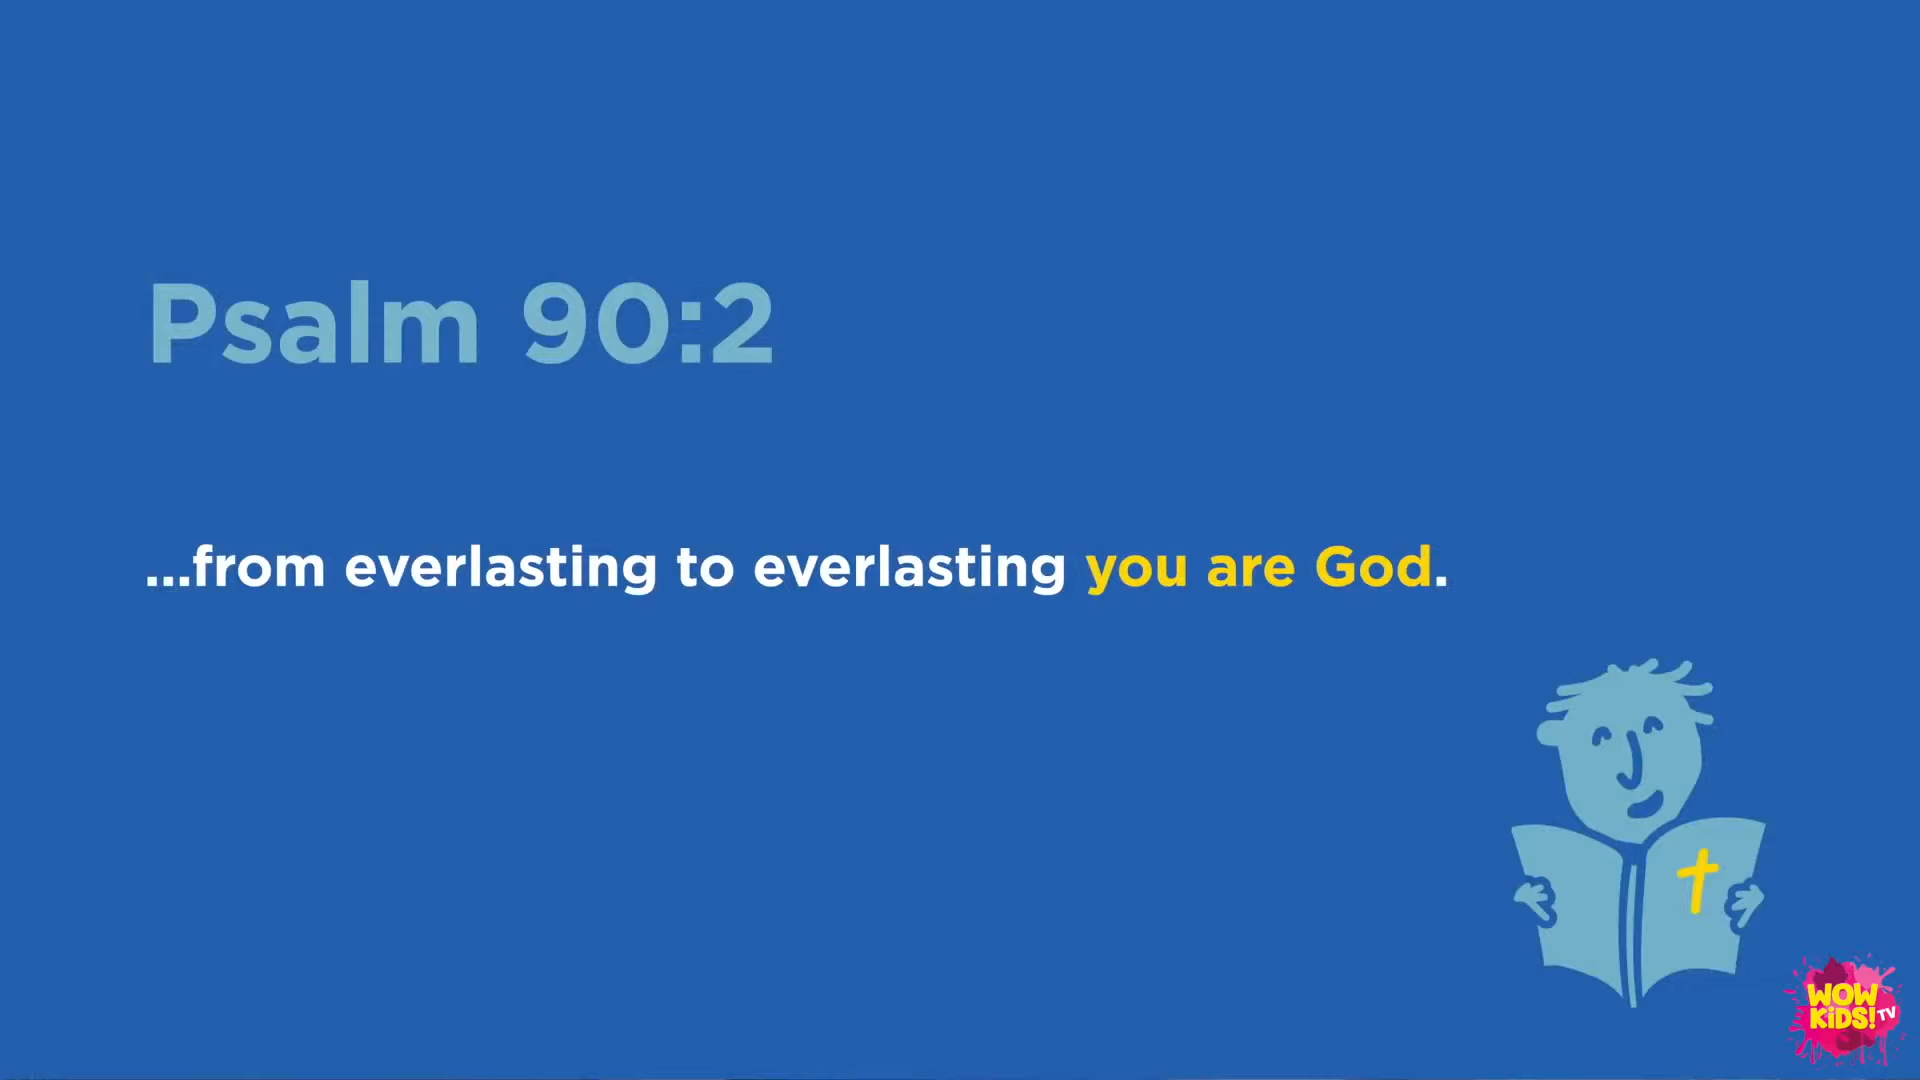 Psalm 90:2
...from everlasting to everlasting you are God.
WOW
KiDS! TV